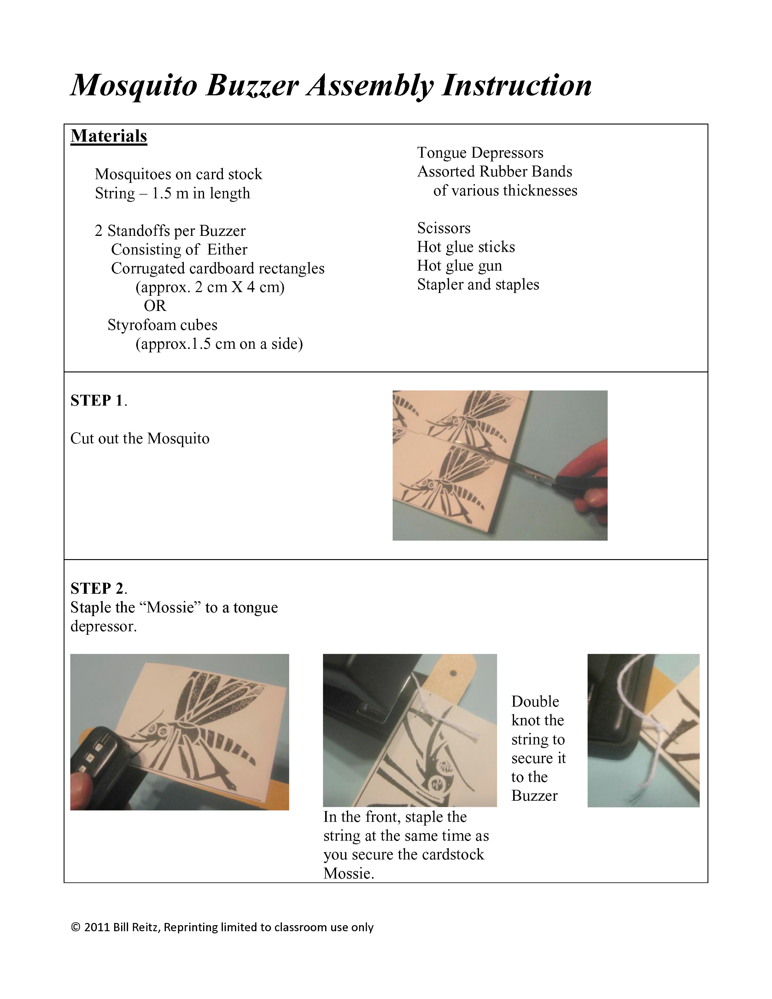 Mosquito Buzzer Assembly Instruction
Materials
Mosquitoes on card stock
String – 1.5 m in length
2 Standoffs per Buzzer
Consisting of Either
Corrugated cardboard rectangles
(approx. 2 cm X 4 cm)
OR
Styrofoam cubes
(approx.1.5 cm on a side)
Tongue Depressors
Assorted Rubber Bands
of various thicknesses
Scissors
Hot glue sticks
Hot glue gun
Stapler and staples
STEP 1.
Cut out the Mosquito
STEP 2.
Staple the “Mossie” to a tongue
depressor.
In the front, staple the
string at the same time as
you secure the cardstock
Mossie.
Double
knot the
string to
secure it
to the
Buzzer
© 2011 Bill Reitz, Reprinting limited to classroom use only